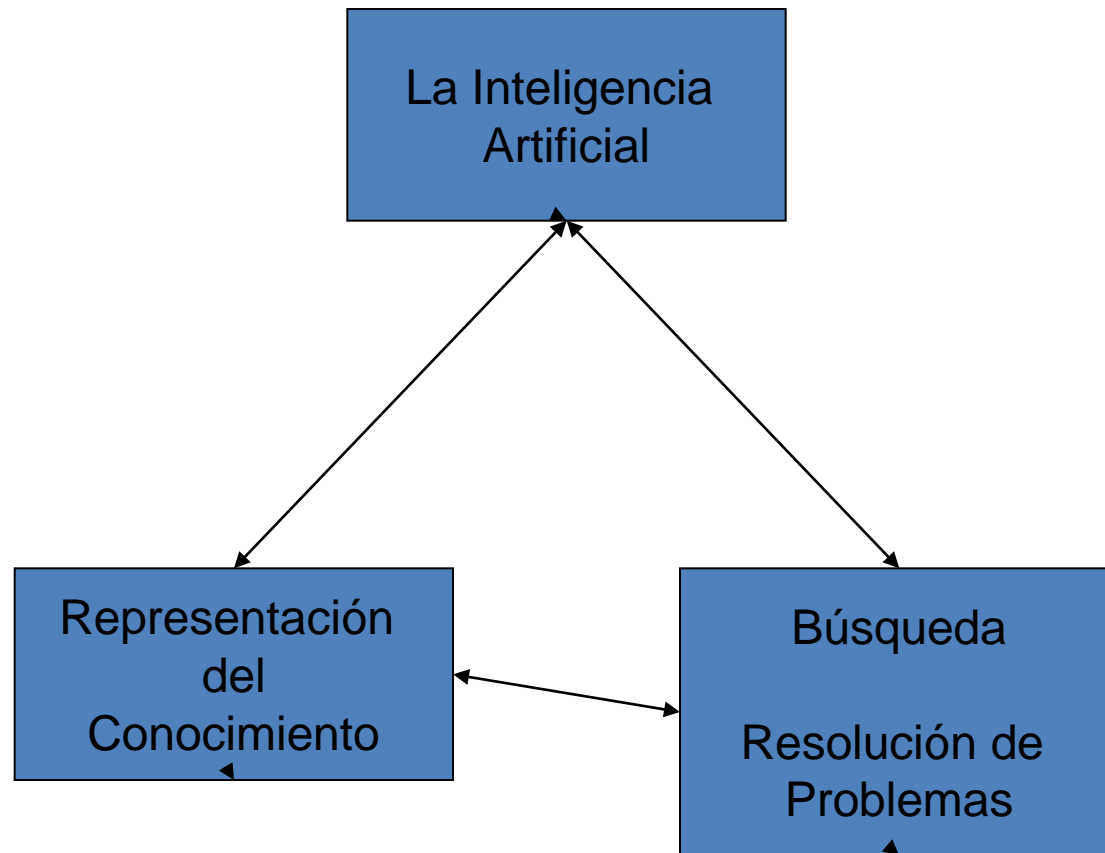 La Inteligencia
Artificial
Representación
del
Conocimiento
Búsqueda
Resolución de
Problemas